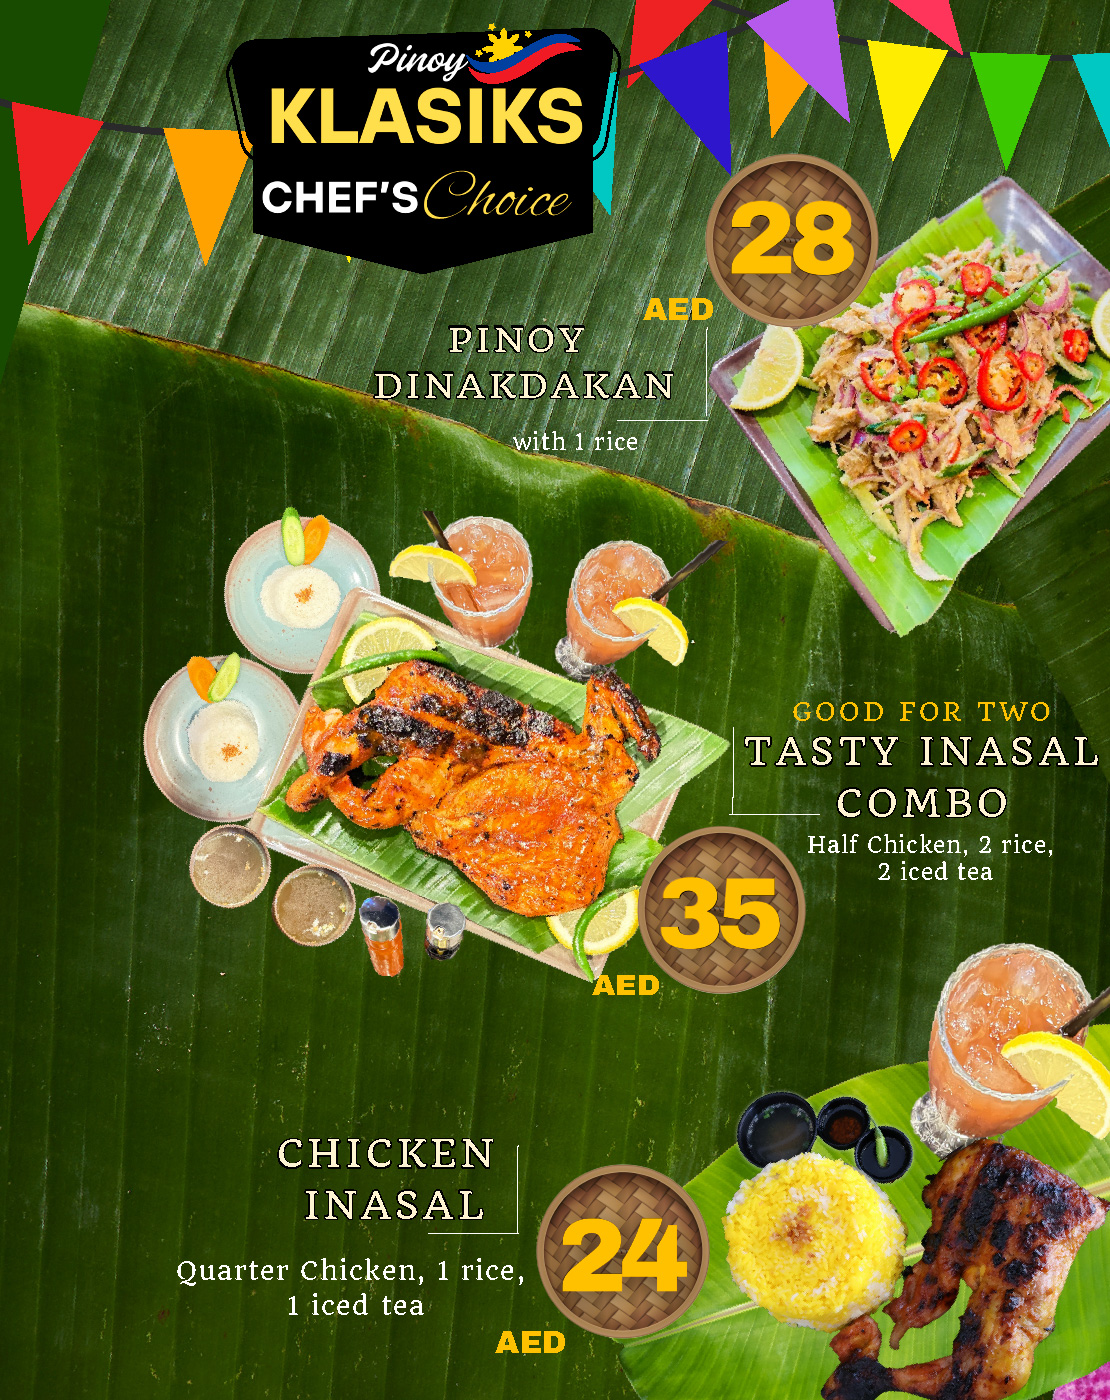 Pinoy
KLASIKS
CHEF'S Choice
28
AED
PINOY
DINAKDAKAN
with 1 rice
GOOD FOR TWO
TASTY INASAL
COMBO
Half Chicken, 2 rice,
2 iced tea
35
AED
CHICKEN
INASAL
Quarter Chicken, 1 rice,
1 iced tea
24
AED